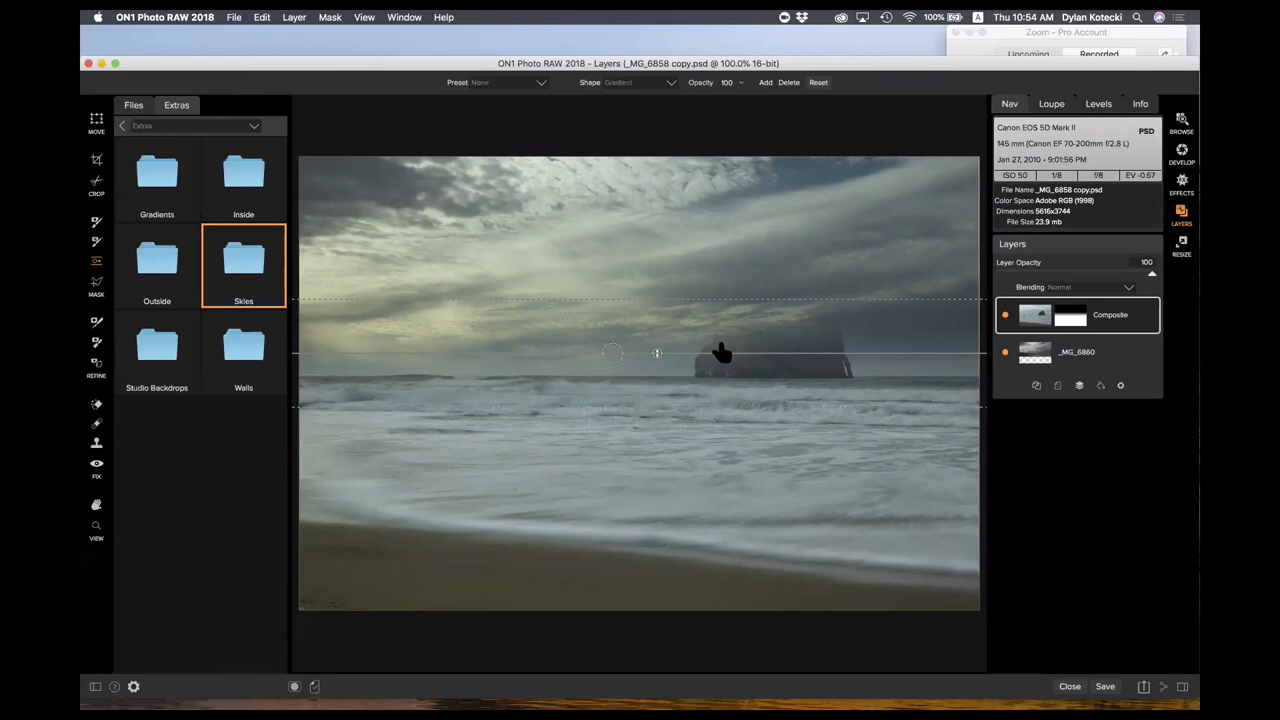 ON1 Photo RAW 2018 File Edit Layer Mask View Window Help 100% A Thu 10:54 AM Dylan Kotecki
Zoom - Pro Account
Upcoming Recorded
ON1 Photo RAW 2018 - Layers (_MG_6858 copy.psd @ 100.0% 16-bit)
Preset None Shape Gradient Opacity 100 Add Delete Reset
Files Extras
Extras
Gradients Inside
Outside Skies
Studio Backdrops Walls
MOVE
CROP
MASK
REFINE
FIX
VIEW
Nav Loupe Levels Info
Canon EOS 5D Mark II PSD
145 mm (Canon EF 70-200mm f/2.8 L)
Jan 27, 2010 • 9:01:56 PM
ISO 50 1/8 f/8 EV -0.67
File Name _MG_6858 copy.psd
Color Space Adobe RGB (1998)
Dimensions 5616x3744
File Size 23.9 mb
Layers
Layer Opacity 100
Blending Normal
Composite
_MG_6860
BROWSE
DEVELOP
EFFECTS
LAYERS
RESIZE
? Close Save